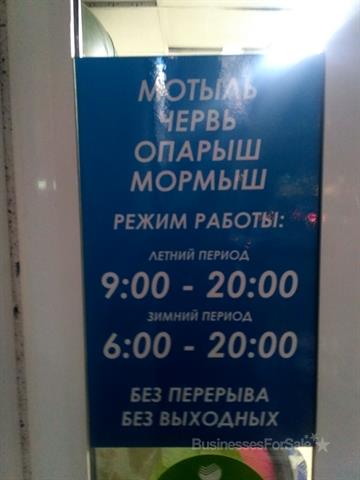 МОТЫЛЬ
ЧЕРВЬ
ОПАРЫШ
МОРМЫШ
РЕЖИМ РАБОТЫ:
ЛЕТНИЙ ПЕРИОД
9:00 - 20:00
ЗИМНИЙ ПЕРИОД
6:00 - 20:00
БЕЗ ПЕРЕРЫВА
БЕЗ ВЫХОДНЫХ
BusinessesForSale